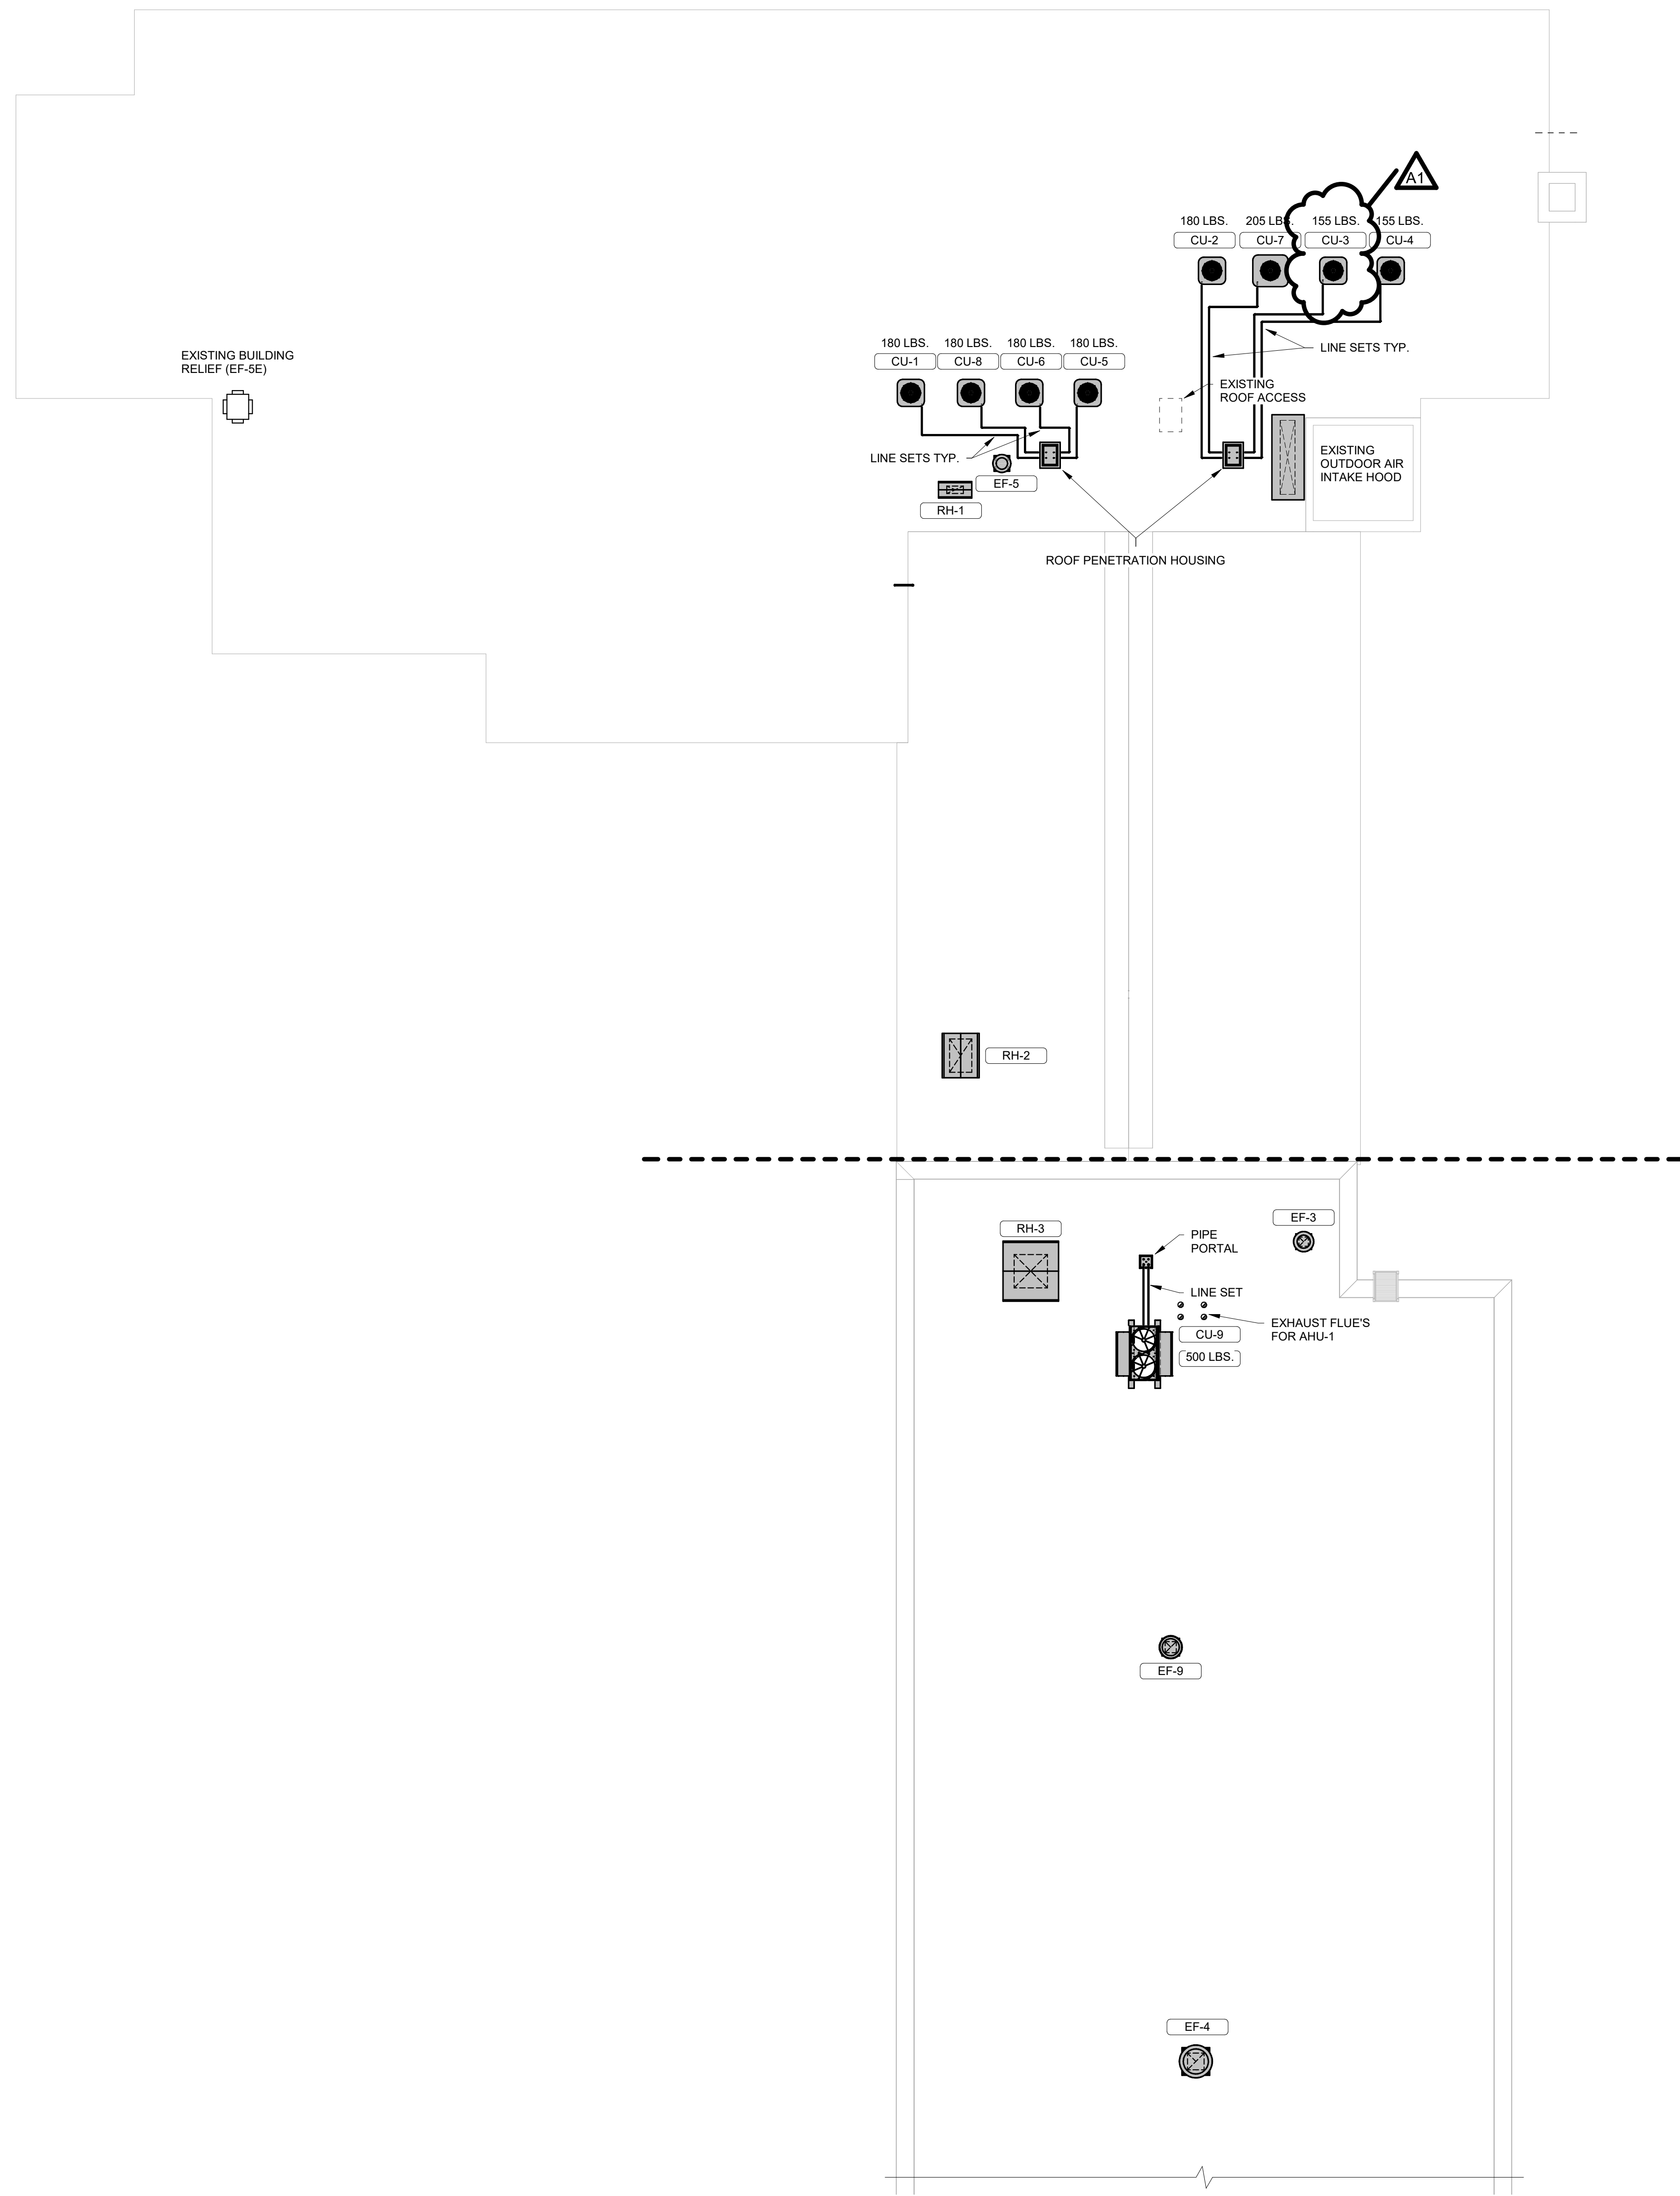 A1
180 LBS.
205 LBS.
155 LBS.
155 LBS.
CU-2
CU-7
CU-3
CU-4
180 LBS.
180 LBS.
180 LBS.
180 LBS.
CU-1
CU-8
CU-6
CU-5
LINE SETS TYP.
EXISTING BUILDING
RELIEF (EF-5E)
EXISTING
ROOF ACCESS
LINE SETS TYP.
EF-5
RH-1
EXISTING
OUTDOOR AIR
INTAKE HOOD
ROOF PENETRATION HOUSING
RH-2
RH-3
EF-3
PIPE
PORTAL
LINE SET
EXHAUST FLUE'S
FOR AHU-1
CU-9
500 LBS.
EF-9
EF-4